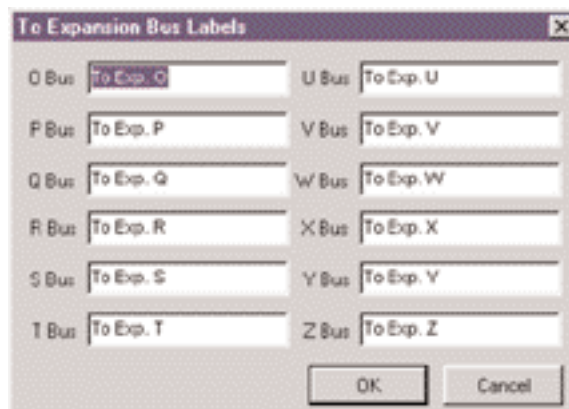 To Expansion Bus Labels
O Bus To Exp. O U Bus To Exp. U
P Bus To Exp. P V Bus To Exp. V
Q Bus To Exp. Q W Bus To Exp. W
R Bus To Exp. R X Bus To Exp. X
S Bus To Exp. S Y Bus To Exp. Y
T Bus To Exp. T Z Bus To Exp. Z
OK Cancel